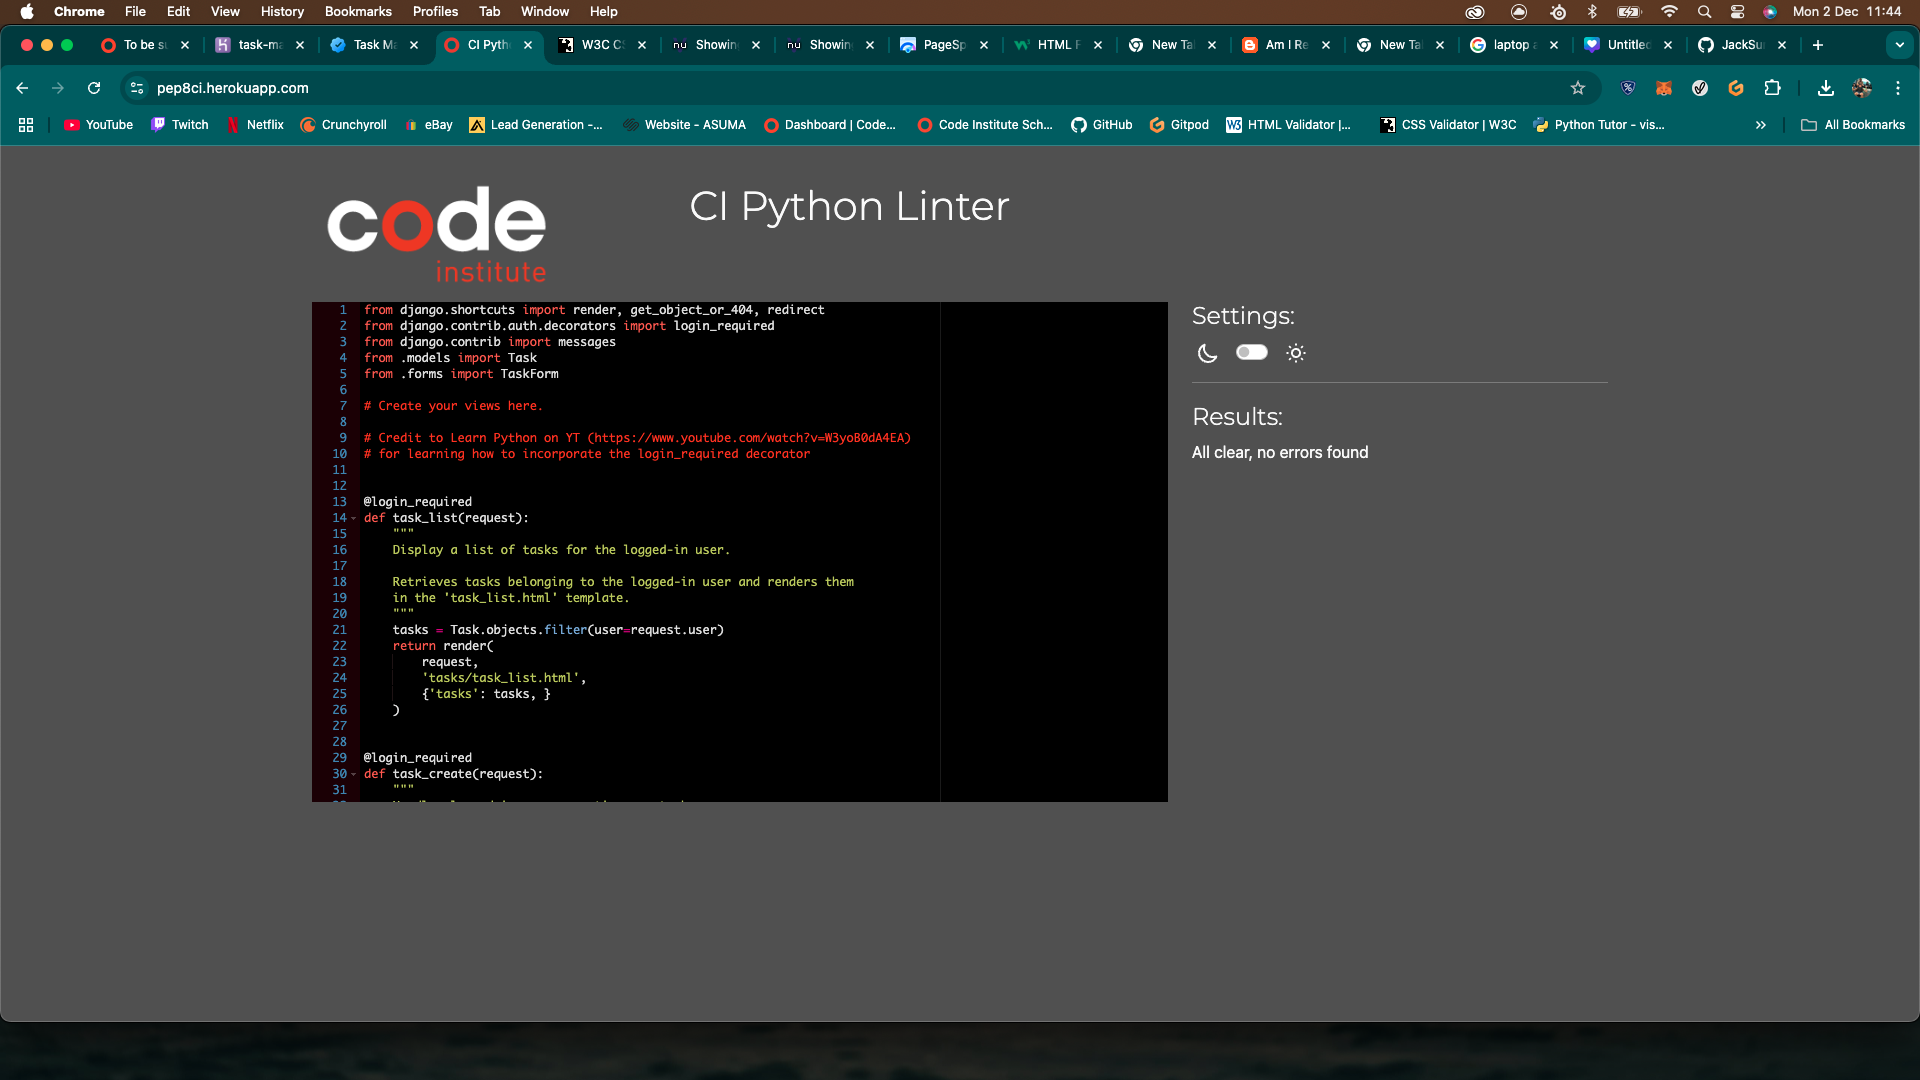 Chrome File Edit View History Bookmarks Profiles Tab Window Help Mon 2 Dec 11:44
To be s task-ma Task M CI Pyth W3C C Showin Showin PageSp HTML F New Ta Am I Re New Ta laptop Untitled JackSu
pep8ci.herokuapp.com
YouTube Twitch Netflix Crunchyroll eBay Lead Generation -... Website - ASUMA Dashboard | Code... Code Institute Sch... GitHub Gitpod HTML Validator |... CSS Validator | W3C Python Tutor - vis... » All Bookmarks
code
institute
CI Python Linter
1 from django.shortcuts import render, get_object_or_404, redirect
2 from django.contrib.auth.decorators import login_required
3 from django.contrib import messages
4 from .models import Task
5 from .forms import TaskForm
6
7 # Create your views here.
8
9 # Credit to Learn Python on YT (https://www.youtube.com/watch?v=W3yoB0dA4EA)
10 # for learning how to incorporate the login_required decorator
11
12
13 @login_required
14 def task_list(request):
15 """
16 Display a list of tasks for the logged-in user.
17
18 Retrieves tasks belonging to the logged-in user and renders them
19 in the 'task_list.html' template.
20 """
21 tasks = Task.objects.filter(user=request.user)
22 return render(
23 request,
24 'tasks/task_list.html',
25 {'tasks': tasks, }
26 )
27
28
29 @login_required
30 def task_create(request):
31 """
Settings:
Results:
All clear, no errors found